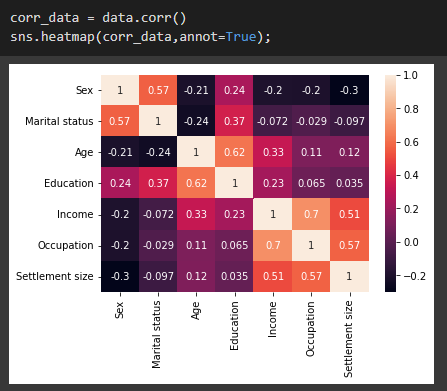 corr_data = data.corr()
sns.heatmap(corr_data,annot=True);
Sex 1 0.57 -0.21 0.24 -0.2 -0.2 -0.3
Marital status 0.57 1 -0.24 0.37 -0.072 -0.029 -0.097
Age -0.21 -0.24 1 0.62 0.33 0.11 0.12
Education 0.24 0.37 0.62 1 0.23 0.065 0.035
Income -0.2 -0.072 0.33 0.23 1 0.7 0.51
Occupation -0.2 -0.029 0.11 0.065 0.7 1 0.57
Settlement size -0.3 -0.097 0.12 0.035 0.51 0.57 1
Sex
Marital status
Age
Education
Income
Occupation
Settlement size
1.0
0.8
0.6
0.4
0.2
0.0
-0.2